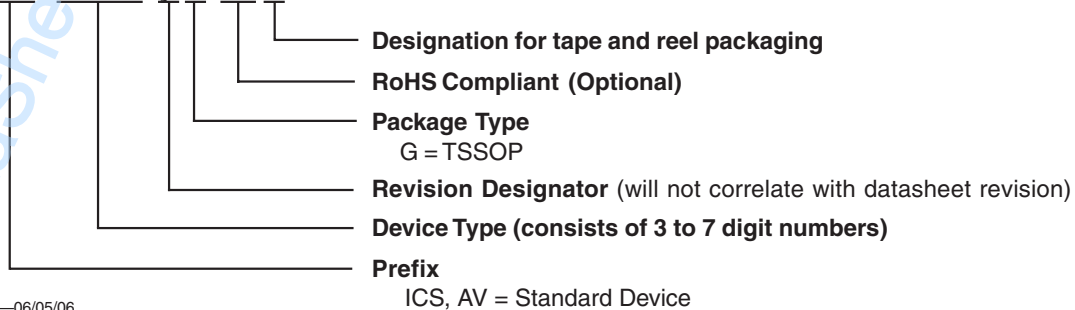 Designation for tape and reel packaging
RoHS Compliant (Optional)
Package Type
G = TSSOP
Revision Designator (will not correlate with datasheet revision)
Device Type (consists of 3 to 7 digit numbers)
Prefix
ICS, AV = Standard Device
—06/05/06